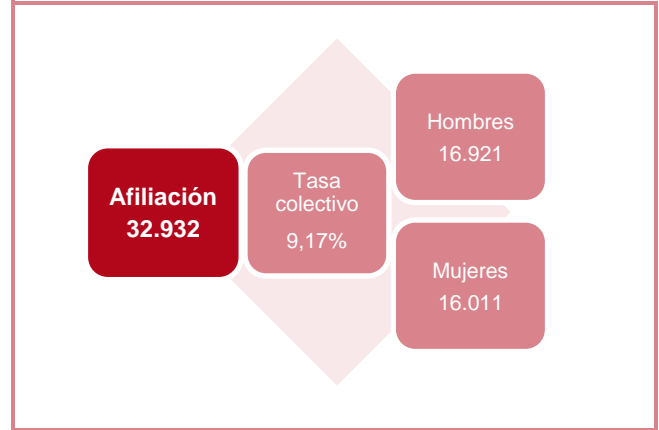 Afiliación
32.932
Tasa
colectivo
9,17%
Hombres
16.921
Mujeres
16.011